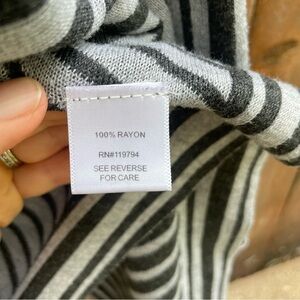 100% RAYON
RN#119794
SEE REVERSE
FOR CARE